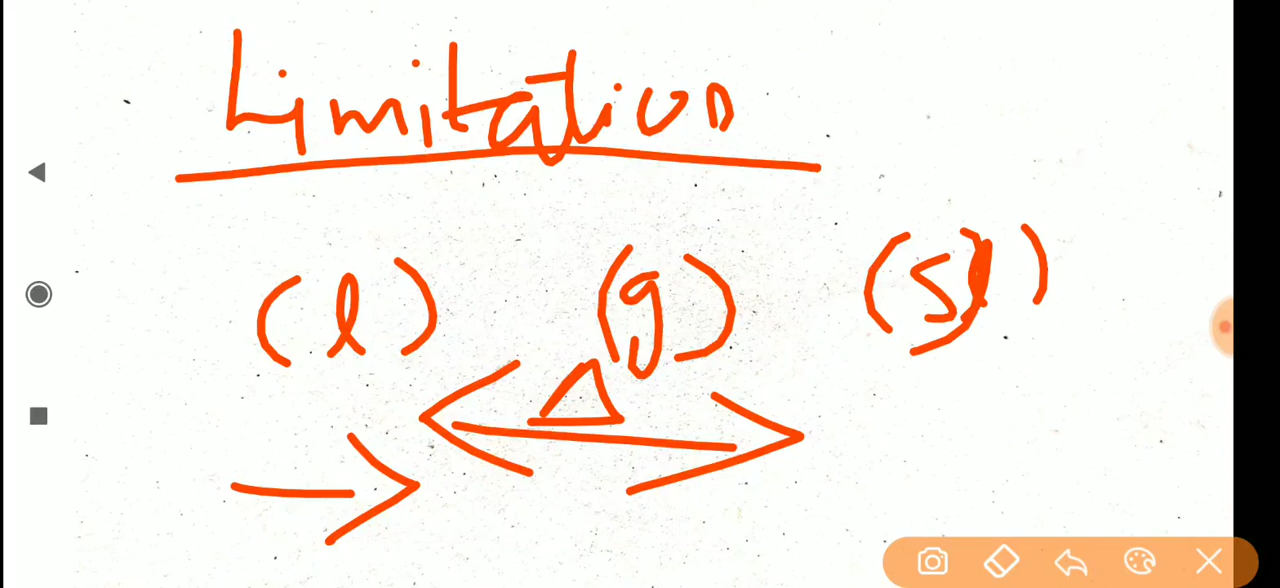 Limitation
(l) (g) (s)l)
Δ